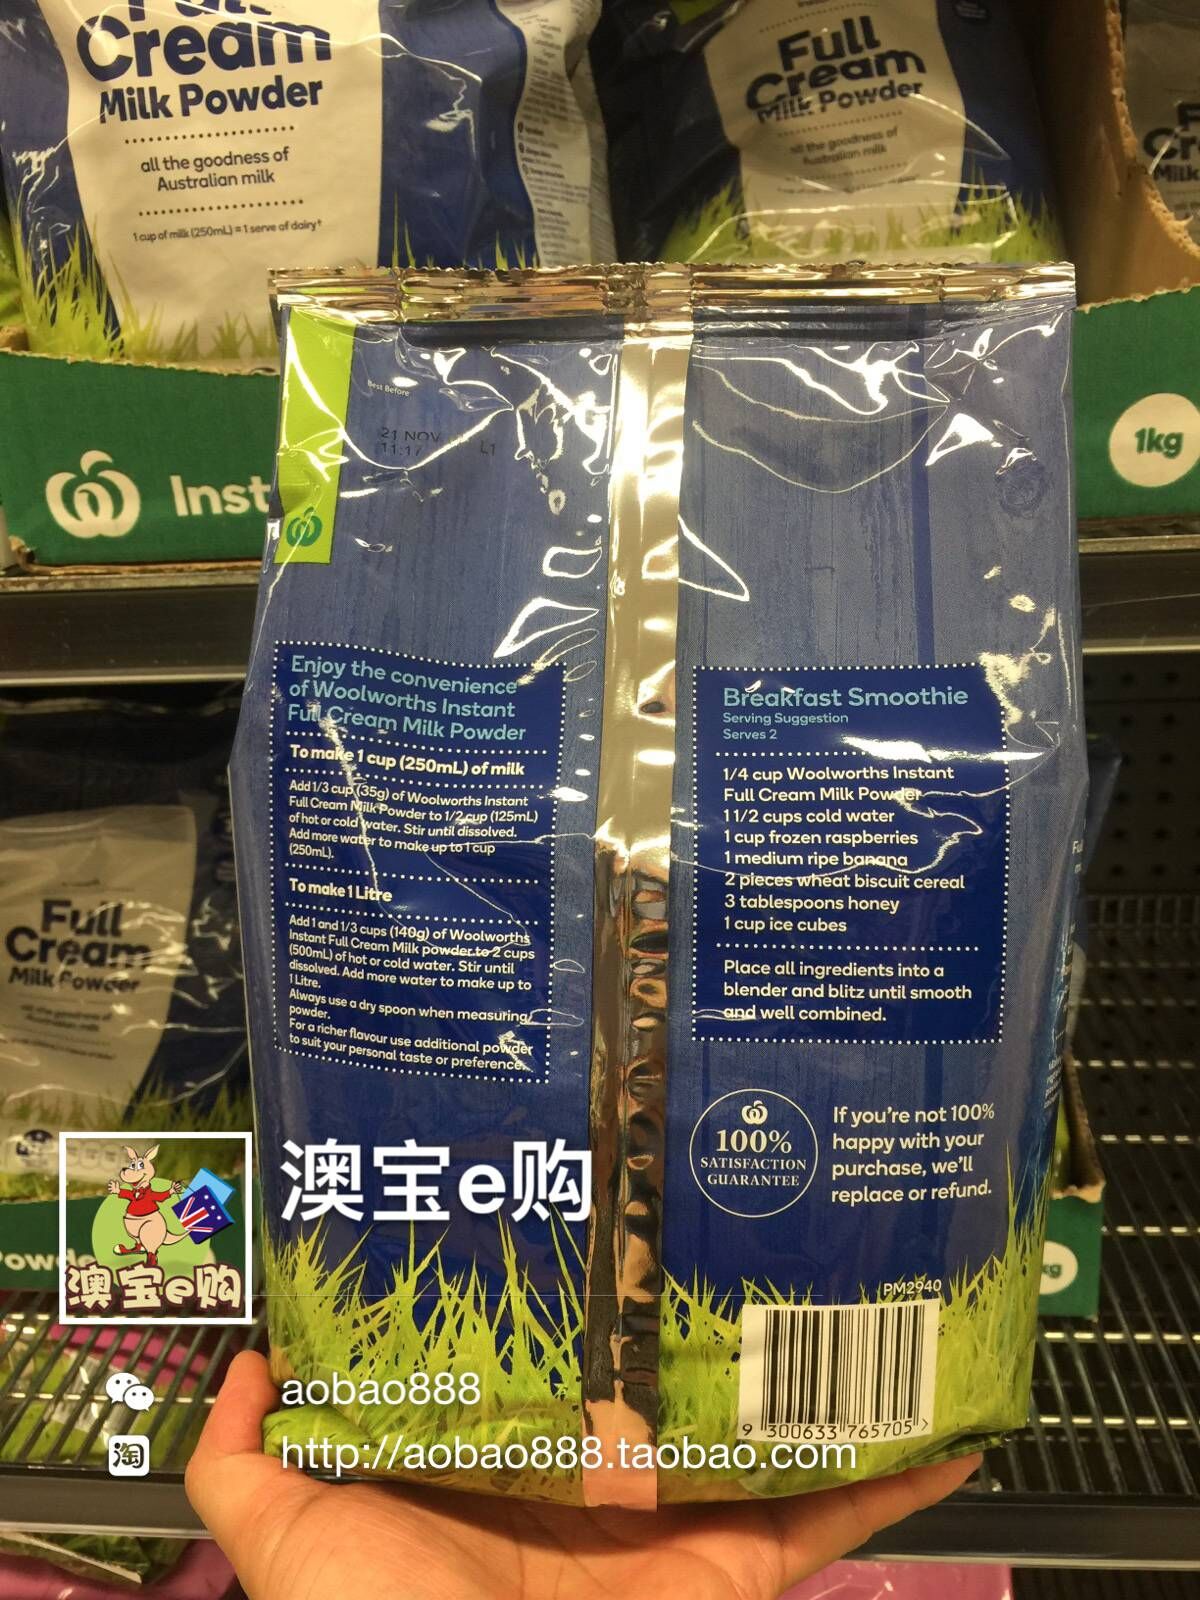 Cream
Milk Powder
all the goodness of
Australian milk
1 cup of milk (250mL) = 1 serve of dairy†
Full
Cream
Milk Powder
all the goodness of
Australian milk
Inst
1kg
Best Before
21 NOV
11:17 L1
Enjoy the convenience
of Woolworths Instant
Full Cream Milk Powder
To make 1 cup (250mL) of milk
Add 1/3 cup (35g) of Woolworths Instant
Full Cream Milk Powder to 1/2 cup (125mL)
of hot or cold water. Stir until dissolved.
Add more water to make up to 1 cup
(250mL).
To make 1 Litre
Add 1 and 1/3 cups (140g) of Woolworths
Instant Full Cream Milk powder to 2 cups
(500mL) of hot or cold water. Stir until
dissolved. Add more water to make up to
1 Litre.
Always use a dry spoon when measuring
powder.
For a richer flavour use additional powder
to suit your personal taste or preference.
Breakfast Smoothie
Serving Suggestion
Serves 2
1/4 cup Woolworths Instant
Full Cream Milk Powder
1 1/2 cups cold water
1 cup frozen raspberries
1 medium ripe banana
2 pieces wheat biscuit cereal
3 tablespoons honey
1 cup ice cubes
Place all ingredients into a
blender and blitz until smooth
and well combined.
100%
SATISFACTION
GUARANTEE
If you're not 100%
happy with your
purchase, we'll
replace or refund.
PM2940
9 300633 765705 >
Full
Cream
Milk Powder
澳宝e购
澳宝e购
aobao888
淘
http://aobao888.taobao.com